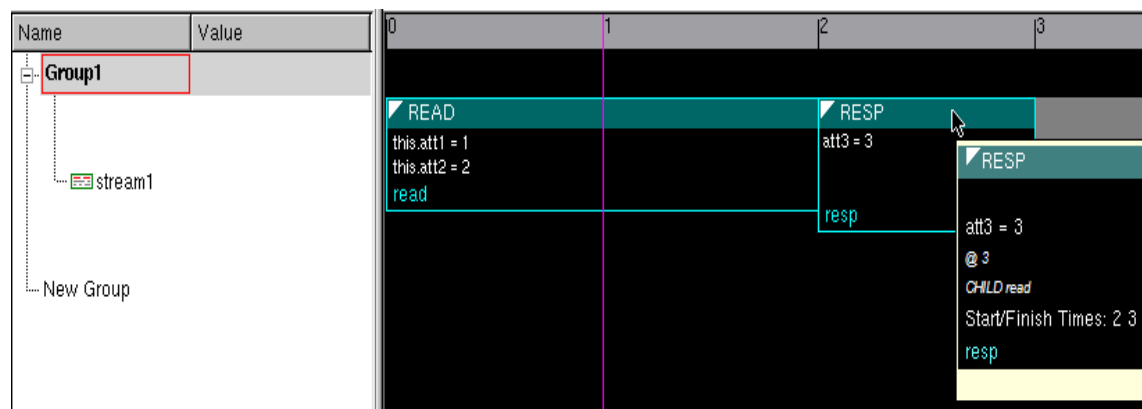 Name Value 0 1 2 3
Group1
READ RESP
this.att1 = 1 att3 = 3
this.att2 = 2
read
stream1
resp
New Group
RESP
att3 = 3
@ 3
CHILD read
Start/Finish Times: 2 3
resp